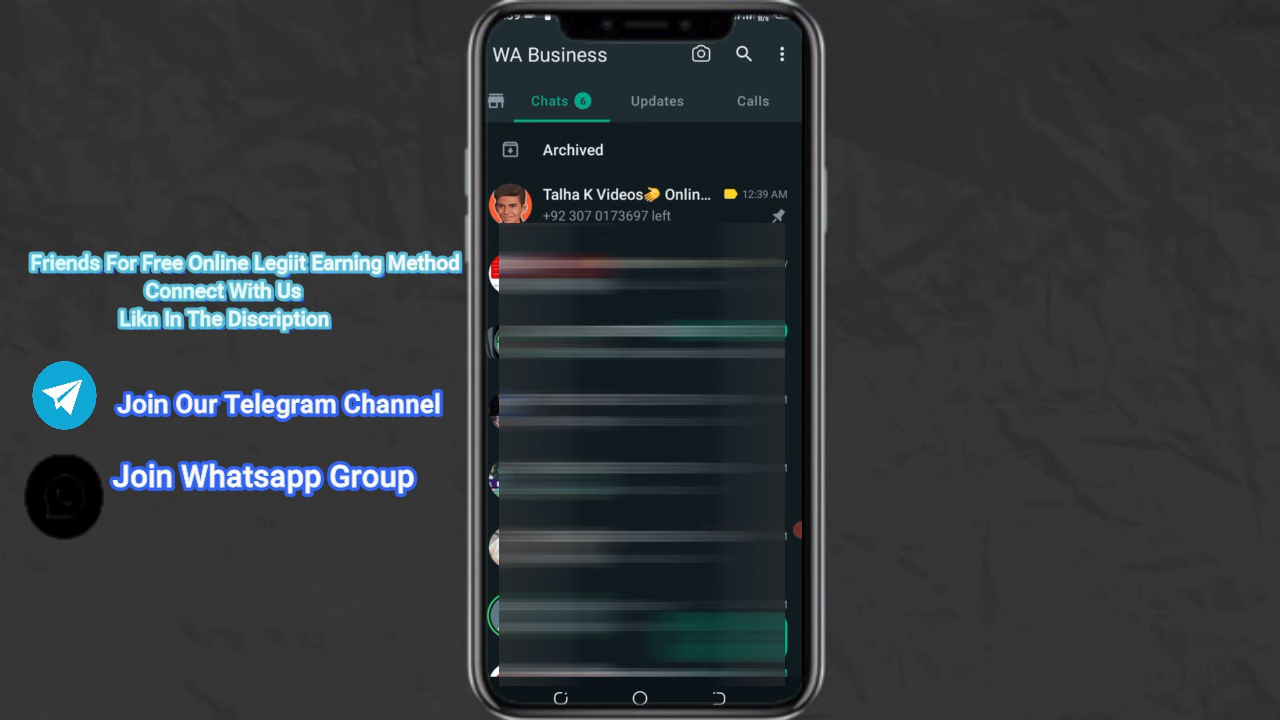 WA Business
Chats 6 Updates Calls
Archived
Talha K Videos🫴 Onlin... 12:39 AM
+92 307 0173697 left
Friends For Free Online Legiit Earning Method
Connect With Us
Likn In The Discription
Join Our Telegram Channel
Join Whatsapp Group